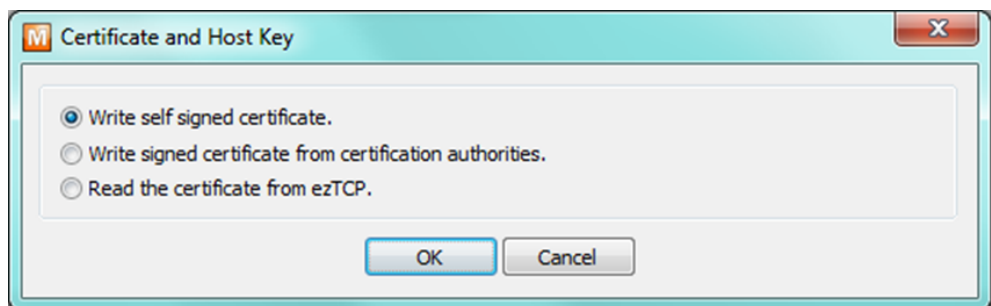 M Certificate and Host Key
Write self signed certificate.
Write signed certificate from certification authorities.
Read the certificate from ezTCP.
OK Cancel